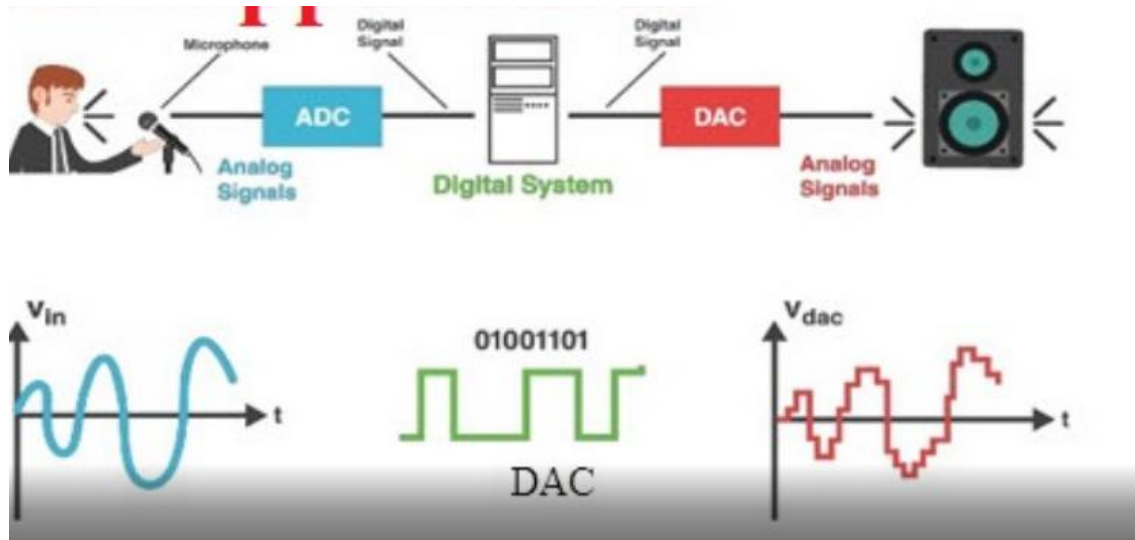 Microphone
Digital
Signal
Digital
Signal
ADC
DAC
Analog
Signals
Digital System
Analog
Signals
Vin
01001101
Vdac
t
t
DAC